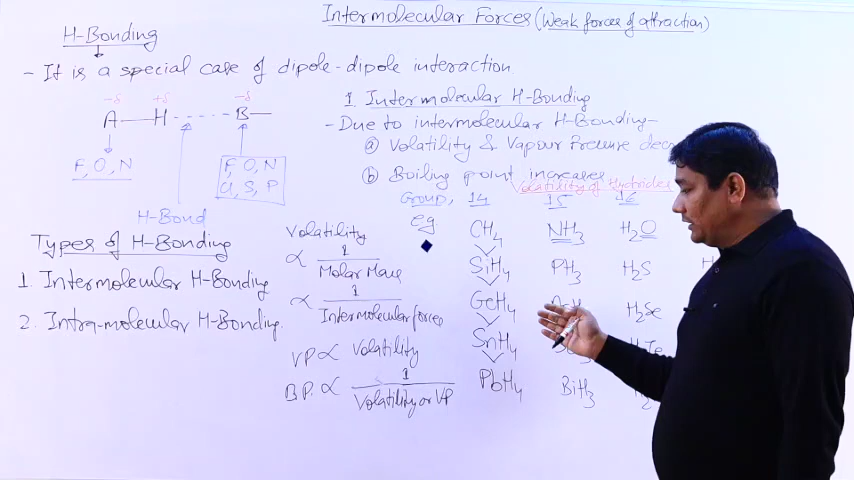 Intermolecular Forces (Weak forces of attraction)
H-Bonding
- It is a special case of dipole-dipole interaction
-δ +δ -δ
A—H-----B—
F, O, N
F, O, N
Cl, S, P
H-Bond
1 Intermolecular H-Bonding
- Due to intermolecular H-Bonding-
(a) Volatility & Vapour Pressure
(b) Boiling point increases
Volatility of Hydrides
Types of H-Bonding
1. Intermolecular H-Bonding
2. Intra-molecular H-Bonding.
Volatility
∝ 1
Molar Mass
∝ 1
Intermolecular forces
VP ∝ Volatility
B.P. ∝ 1
Volatility or VP
Group, 14 15 16
eg CH4 NH3 H2O
SiH4 PH3 H2S
GeH4 H2Se
SnH4
PbH4 BiH3